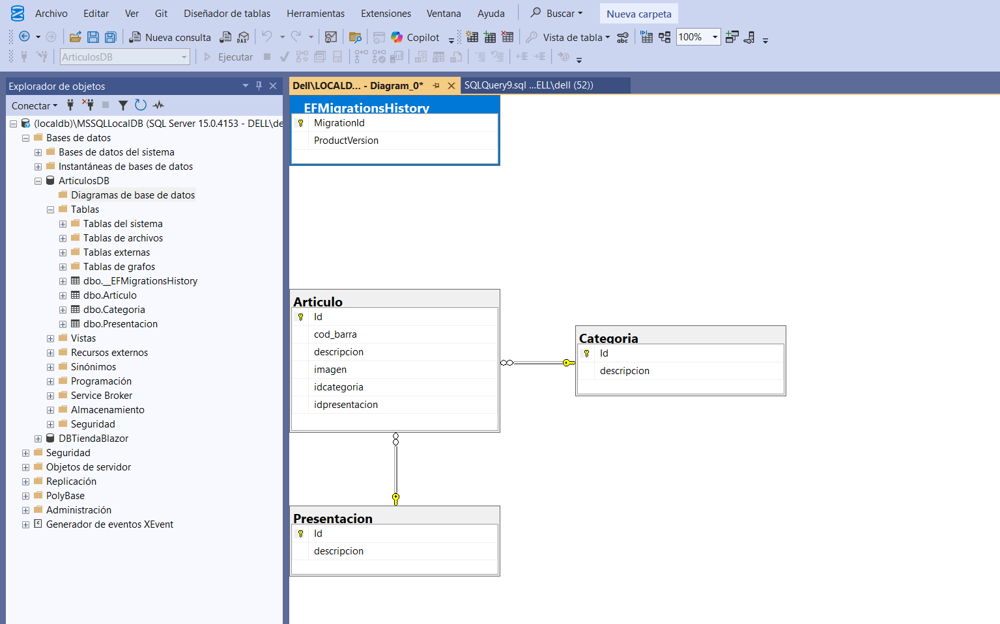 Archivo Editar Ver Git Diseñador de tablas Herramientas Extensiones Ventana Ayuda Buscar Nueva carpeta
Nueva consulta DAX Copilot Vista de tabla abc 100%
ArticulosDB Ejecutar
Explorador de objetos
Conectar
(localdb)\MSSQLLocalDB (SQL Server 15.0.4153 - DELL\de
Bases de datos
Bases de datos del sistema
Instantáneas de bases de datos
ArticulosDB
Diagramas de base de datos
Tablas
Tablas del sistema
Tablas de archivos
Tablas externas
Tablas de grafos
dbo.__EFMigrationsHistory
dbo.Articulo
dbo.Categoria
dbo.Presentacion
Vistas
Recursos externos
Sinónimos
Programación
Service Broker
Almacenamiento
Seguridad
DBTiendaBlazor
Seguridad
Objetos de servidor
Replicación
PolyBase
Administración
Generador de eventos XEvent
Dell\LOCALD... - Diagram_0* SQLQuery9.sql ...ELL\dell (52))
EFMigrationsHistory
MigrationId
ProductVersion
Articulo
Id
cod_barra
descripcion
imagen
idcategoria
idpresentacion
Categoria
Id
descripcion
Presentacion
Id
descripcion